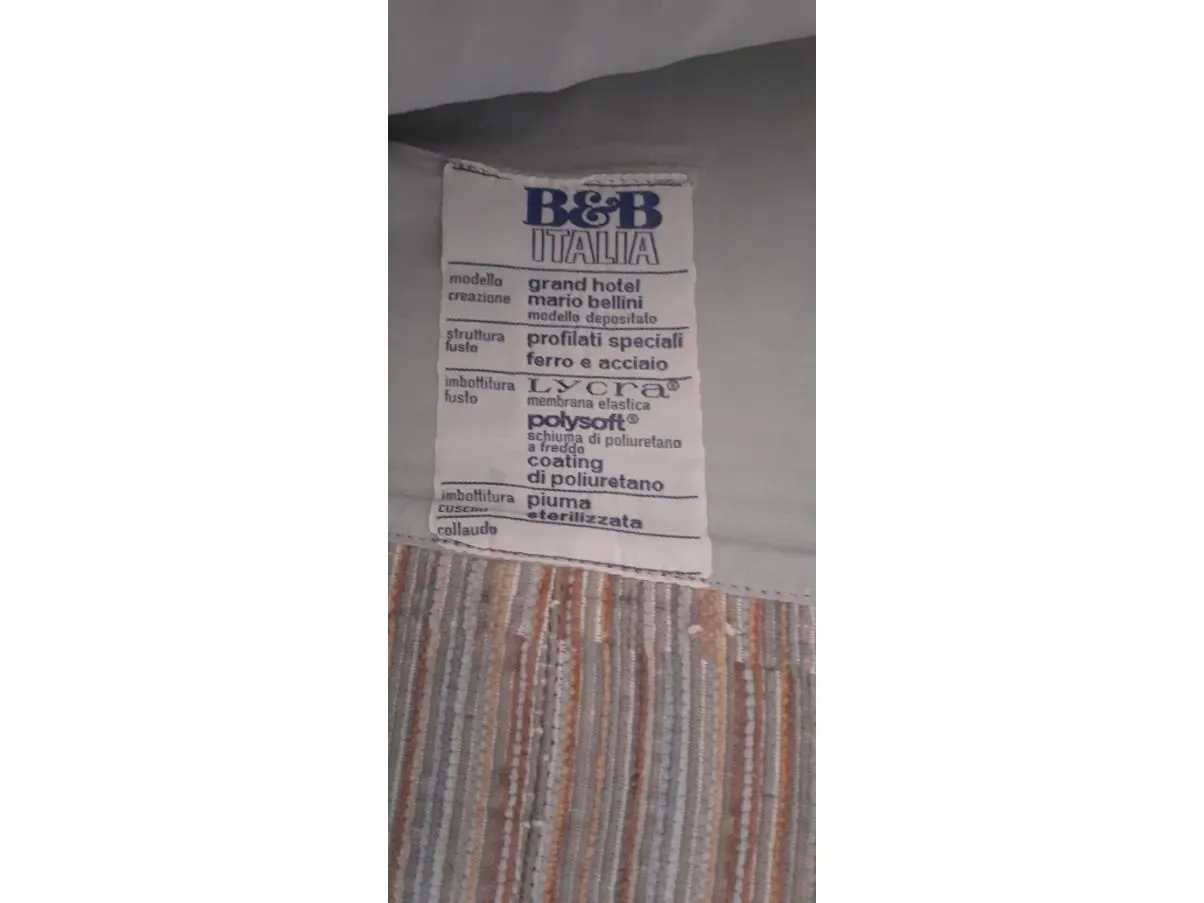 B&B
ITALIA
modello grand hotel
creazione mario bellini
modello depositato
struttura profilati speciali
fusto
ferro e acciaio
imbottitura Lycra®
fusto membrana elastica
polysoft®
schiuma di poliuretano
a freddo
coating
di poliuretano
imbottitura piuma
cuscini sterilizzata
collaudo